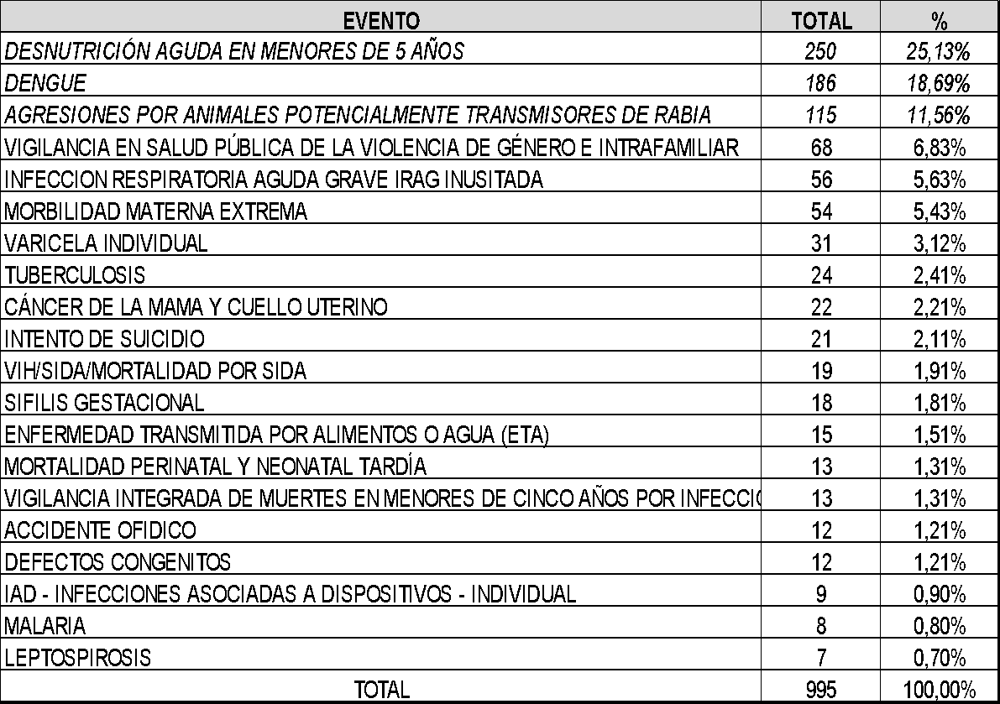 EVENTO TOTAL %
DESNUTRICIÓN AGUDA EN MENORES DE 5 AÑOS 250 25,13%
DENGUE 186 18,69%
AGRESIONES POR ANIMALES POTENCIALMENTE TRANSMISORES DE RABIA 115 11,56%
VIGILANCIA EN SALUD PÚBLICA DE LA VIOLENCIA DE GÉNERO E INTRAFAMILIAR 68 6,83%
INFECCION RESPIRATORIA AGUDA GRAVE IRAG INUSITADA 56 5,63%
MORBILIDAD MATERNA EXTREMA 54 5,43%
VARICELA INDIVIDUAL 31 3,12%
TUBERCULOSIS 24 2,41%
CÁNCER DE LA MAMA Y CUELLO UTERINO 22 2,21%
INTENTO DE SUICIDIO 21 2,11%
VIH/SIDA/MORTALIDAD POR SIDA 19 1,91%
SIFILIS GESTACIONAL 18 1,81%
ENFERMEDAD TRANSMITIDA POR ALIMENTOS O AGUA (ETA) 15 1,51%
MORTALIDAD PERINATAL Y NEONATAL TARDÍA 13 1,31%
VIGILANCIA INTEGRADA DE MUERTES EN MENORES DE CINCO AÑOS POR INFECCI 13 1,31%
ACCIDENTE OFIDICO 12 1,21%
DEFECTOS CONGENITOS 12 1,21%
IAD - INFECCIONES ASOCIADAS A DISPOSITIVOS - INDIVIDUAL 9 0,90%
MALARIA 8 0,80%
LEPTOSPIROSIS 7 0,70%
TOTAL 995 100,00%